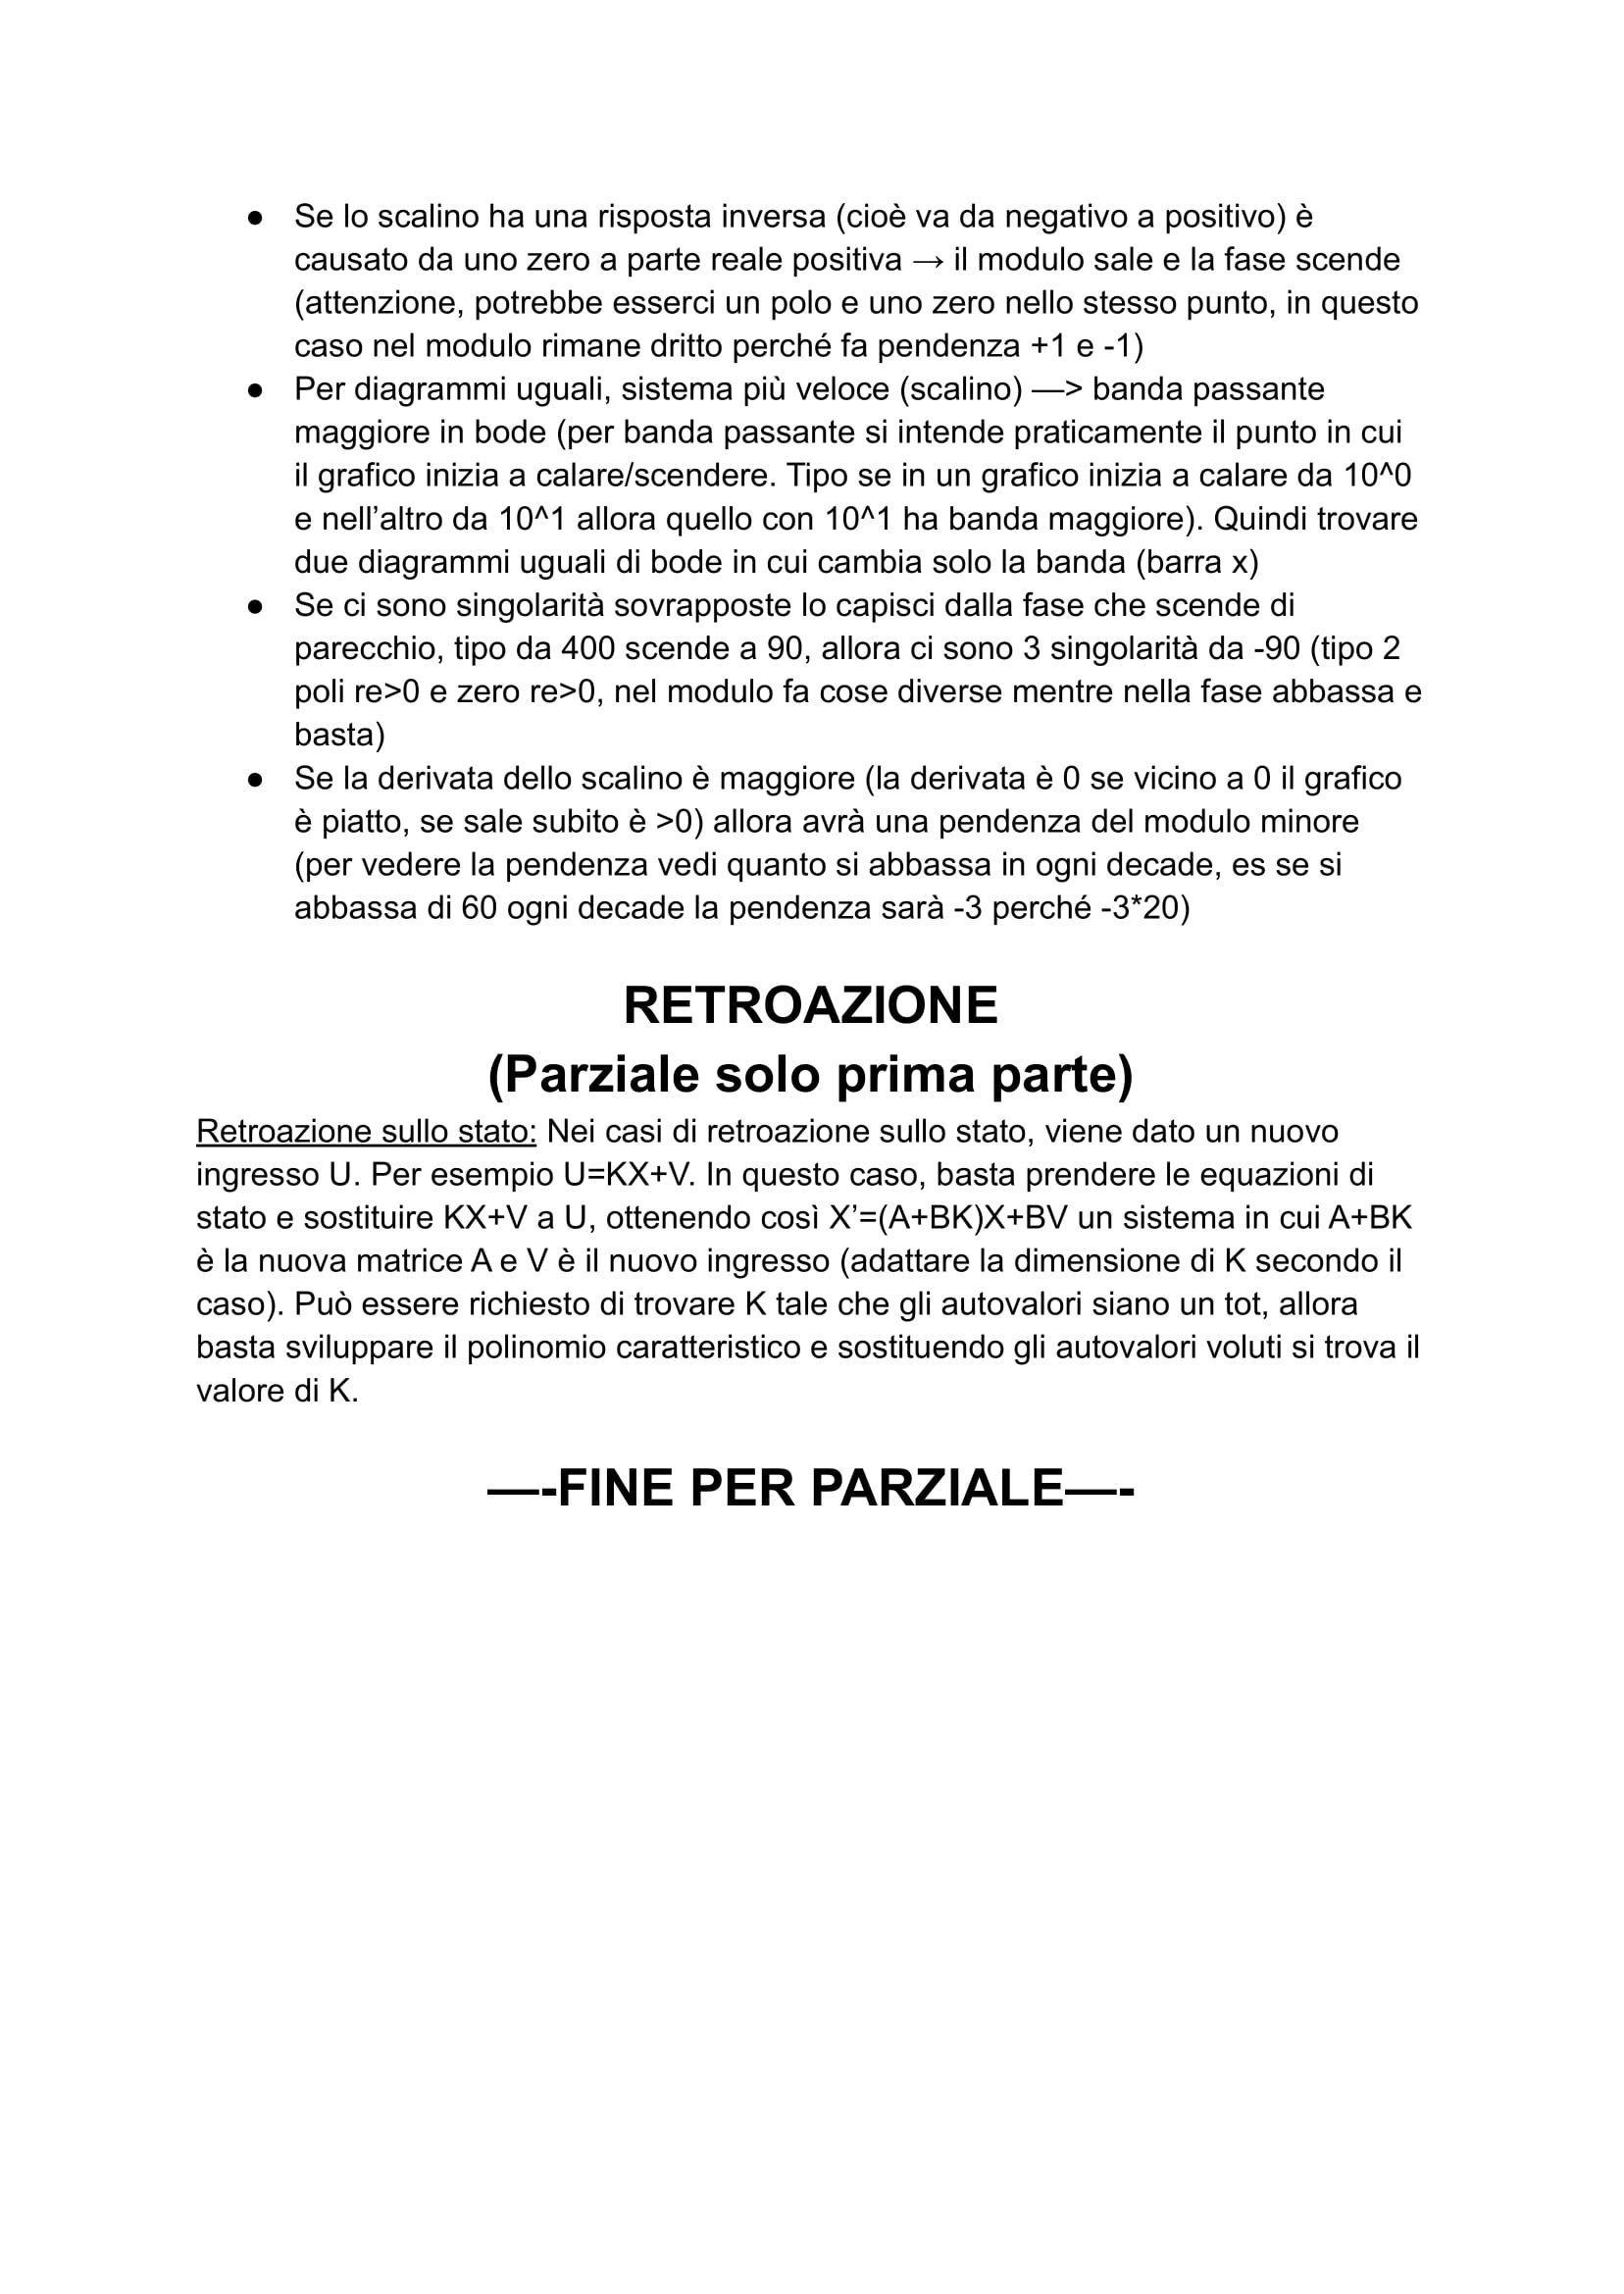 ● Se lo scalino ha una risposta inversa (cioè va da negativo a positivo) è
causato da uno zero a parte reale positiva → il modulo sale e la fase scende
(attenzione, potrebbe esserci un polo e uno zero nello stesso punto, in questo
caso nel modulo rimane dritto perché fa pendenza +1 e -1)
● Per diagrammi uguali, sistema più veloce (scalino) —> banda passante
maggiore in bode (per banda passante si intende praticamente il punto in cui
il grafico inizia a calare/scendere. Tipo se in un grafico inizia a calare da 10^0
e nell’altro da 10^1 allora quello con 10^1 ha banda maggiore). Quindi trovare
due diagrammi uguali di bode in cui cambia solo la banda (barra x)
● Se ci sono singolarità sovrapposte lo capisci dalla fase che scende di
parecchio, tipo da 400 scende a 90, allora ci sono 3 singolarità da -90 (tipo 2
poli re>0 e zero re>0, nel modulo fa cose diverse mentre nella fase abbassa e
basta)
● Se la derivata dello scalino è maggiore (la derivata è 0 se vicino a 0 il grafico
è piatto, se sale subito è >0) allora avrà una pendenza del modulo minore
(per vedere la pendenza vedi quanto si abbassa in ogni decade, es se si
abbassa di 60 ogni decade la pendenza sarà -3 perché -3*20)
RETROAZIONE
(Parziale solo prima parte)
Retroazione sullo stato: Nei casi di retroazione sullo stato, viene dato un nuovo
ingresso U. Per esempio U=KX+V. In questo caso, basta prendere le equazioni di
stato e sostituire KX+V a U, ottenendo così X’=(A+BK)X+BV un sistema in cui A+BK
è la nuova matrice A e V è il nuovo ingresso (adattare la dimensione di K secondo il
caso). Può essere richiesto di trovare K tale che gli autovalori siano un tot, allora
basta sviluppare il polinomio caratteristico e sostituendo gli autovalori voluti si trova il
valore di K.
—-FINE PER PARZIALE—-